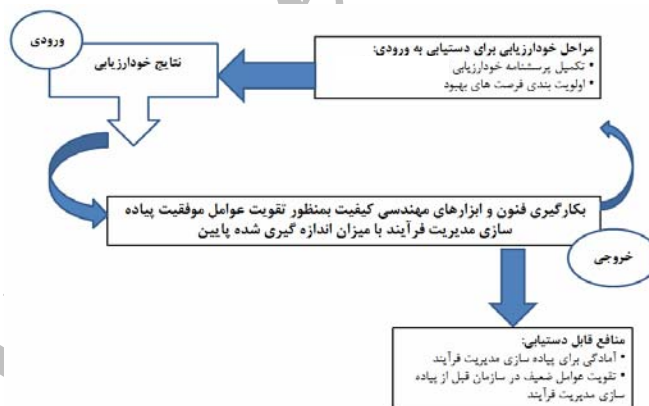 ورودی
نتایج خودارزیابی
مراحل خودارزیابی برای دستیابی به ورودی:
• تکمیل پرسشنامه خودارزیابی
• اولویت بندی فرصت های بهبود
بکارگیری فنون و ابزارهای مهندسی کیفیت بمنظور تقویت عوامل موفقیت پیاده
سازی مدیریت فرآیند با میزان اندازه گیری شده پایین
خروجی
منافع قابل دستیابی:
• آمادگی برای پیاده سازی مدیریت فرآیند
• تقویت عوامل ضعیف در سازمان قبل از پیاده
سازی مدیریت فرآیند